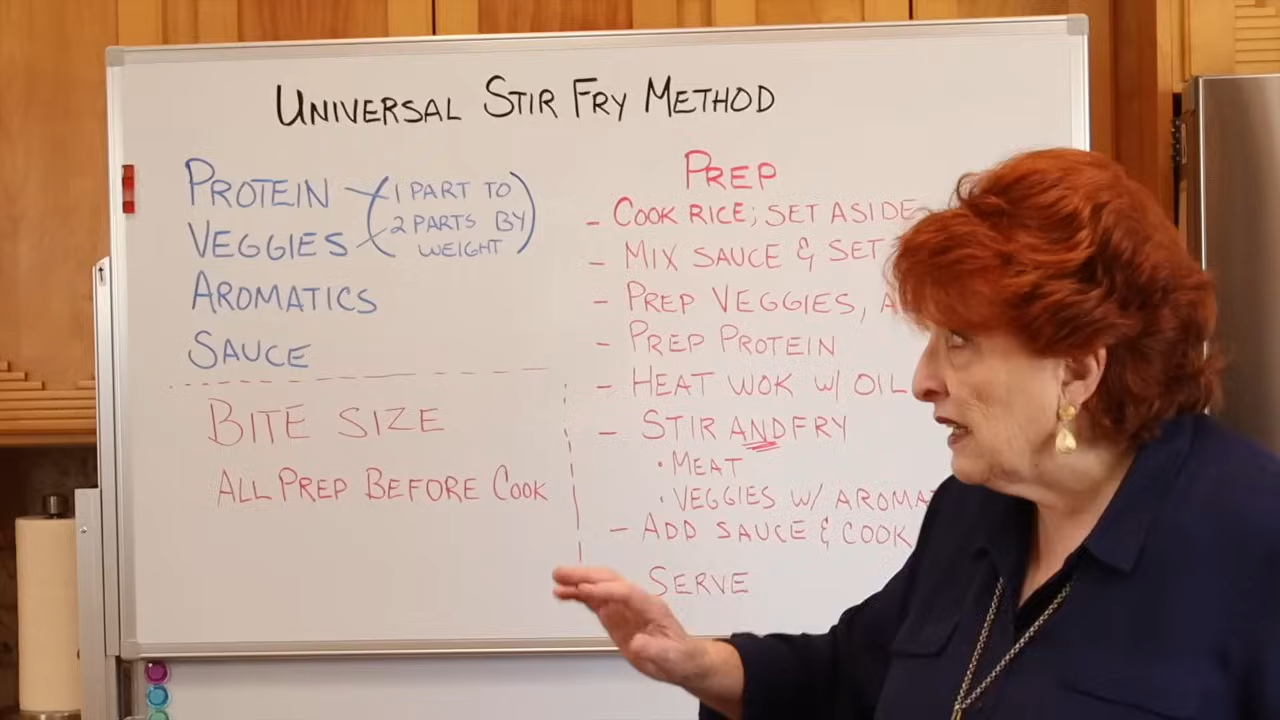 UNIVERSAL STIR FRY METHOD
PROTEIN
VEGGIES
(1 PART TO
2 PARTS BY
WEIGHT)
AROMATICS
SAUCE
BITE SIZE
ALL PREP BEFORE COOK
PREP
- COOK RICE; SET ASIDE
- MIX SAUCE & SET
- PREP VEGGIES,
- PREP PROTEIN
- HEAT WOK W/ OIL
- STIR AND FRY
• MEAT
• VEGGIES W/
- ADD SAUCE & COOK
SERVE